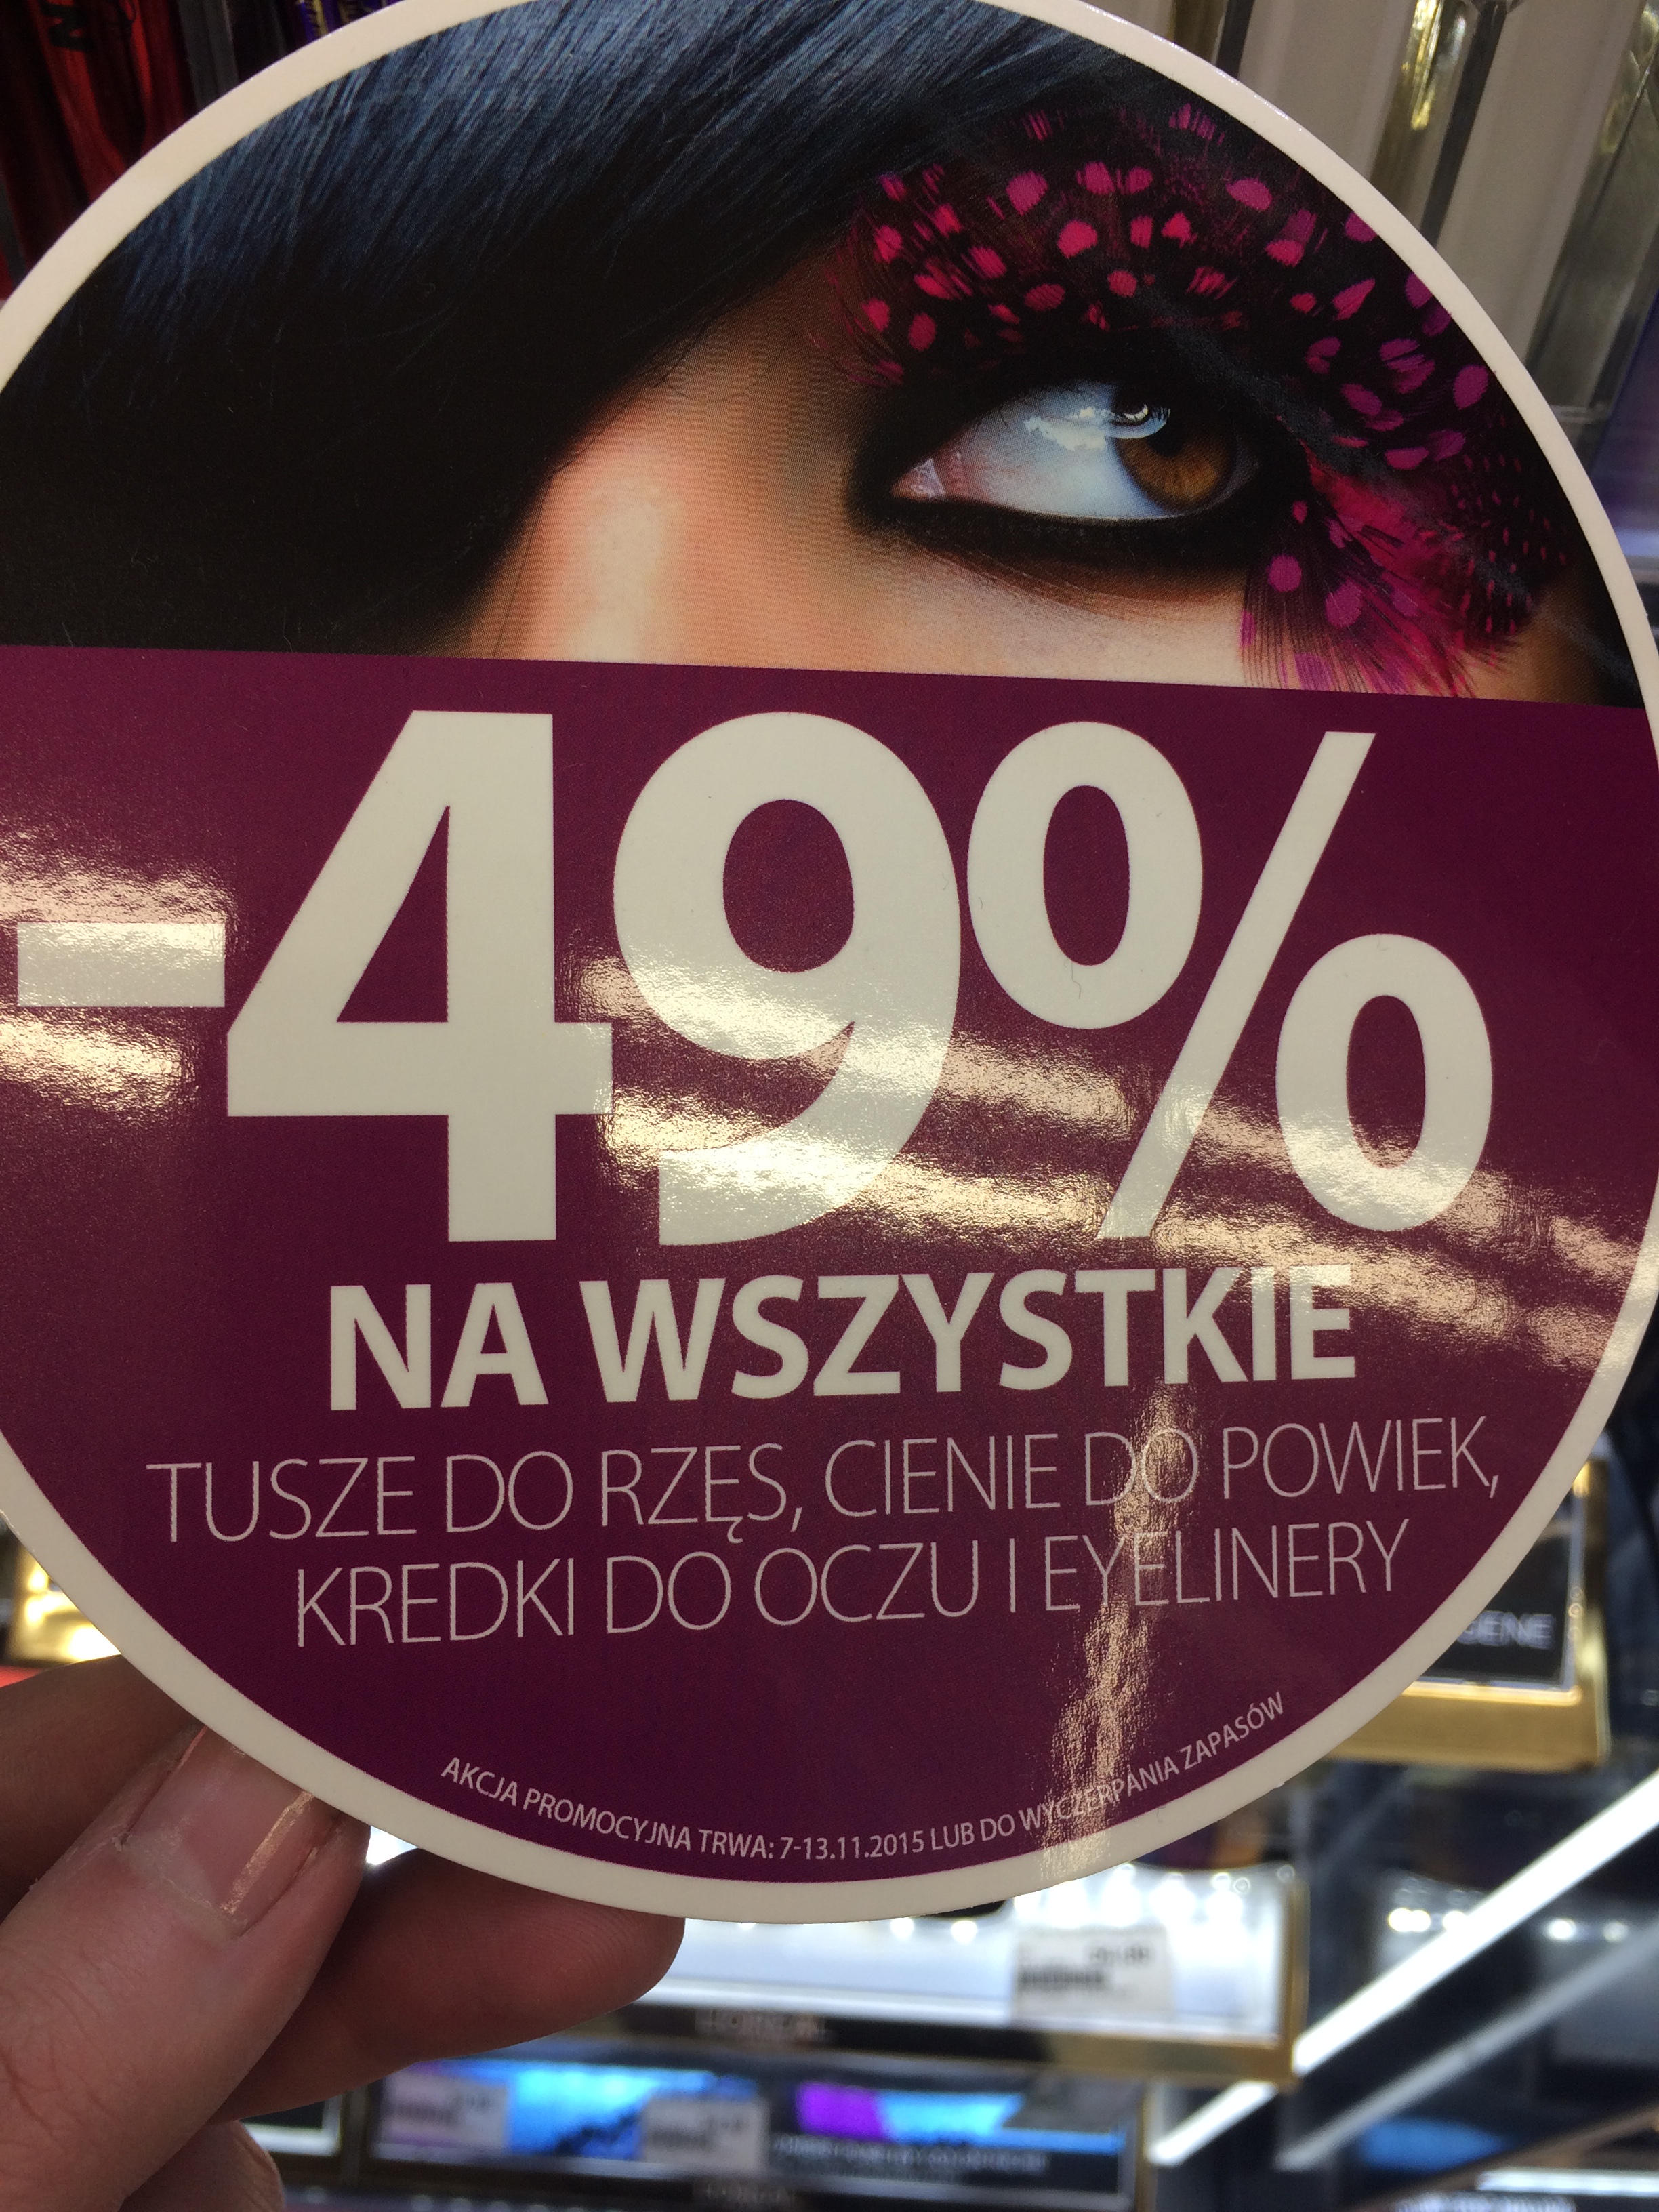 -49%
NA WSZYSTKIE
TUSZE DO RZĘS, CIENIE DO POWIEK,
KREDKI DO OCZU I EYELINERY
AKCJA PROMOCYJNA TRWA: 7-13.11.2015 LUB DO WYCZERPANIA ZAPASÓW